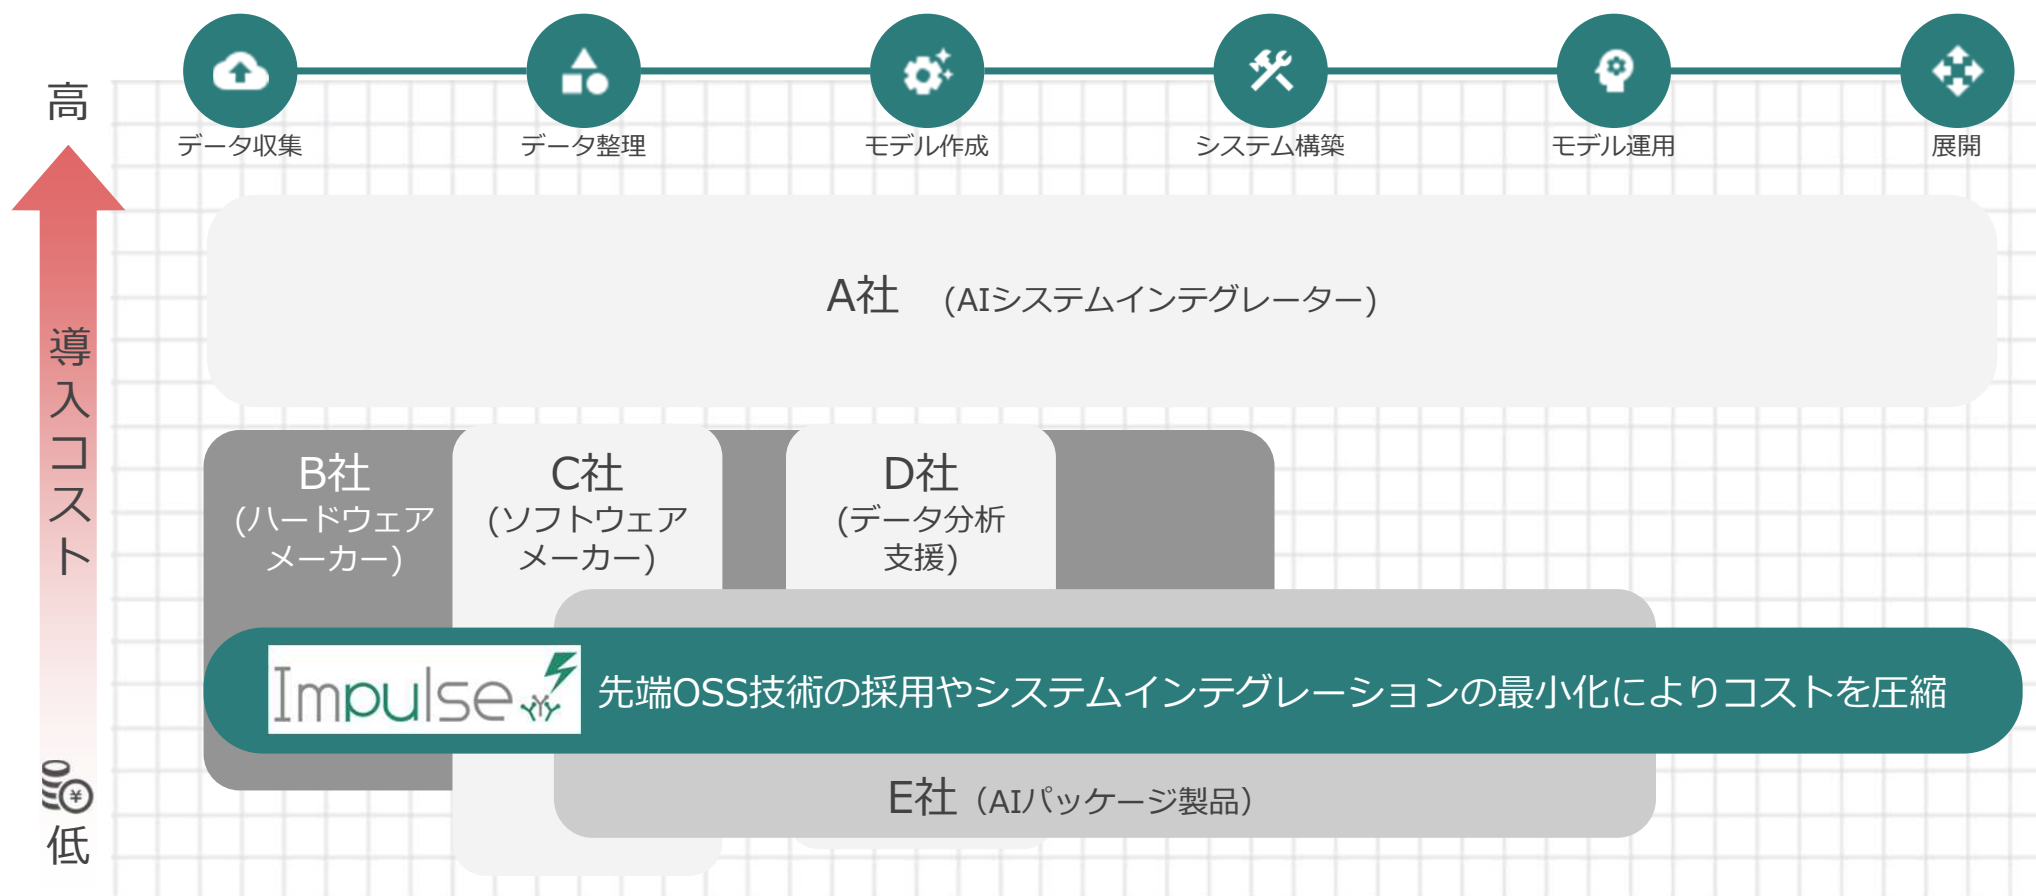 高
データ収集
データ整理
モデル作成
システム構築
モデル運用
展開
導入コスト
A社 (AIシステムインテグレーター)
B社
(ハードウェア
メーカー)
C社
(ソフトウェア
メーカー)
D社
(データ分析
支援)
Impulse
先端OSS技術の採用やシステムインテグレーションの最小化によりコストを圧縮
E社 (AIパッケージ製品)
¥
低